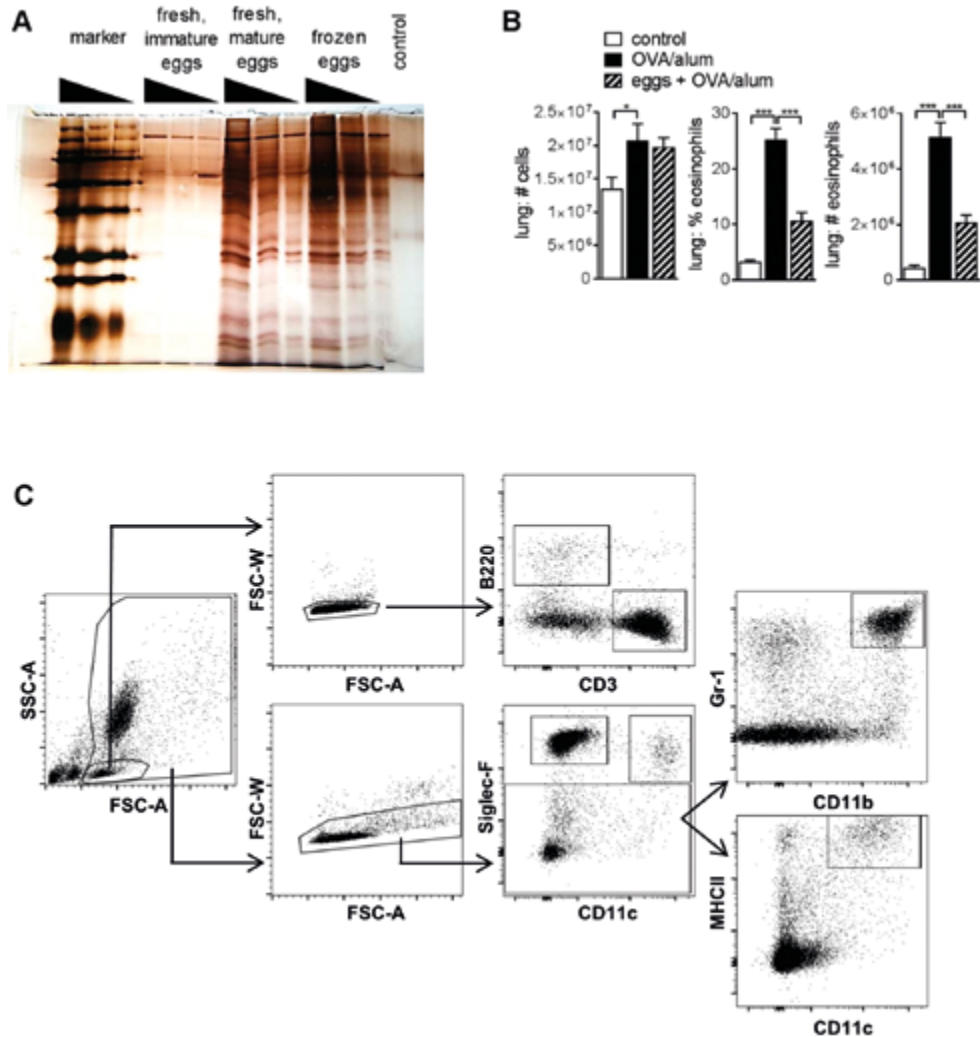 A
marker
fresh,
immature
eggs
fresh,
mature
eggs
frozen
eggs
control
B
control
OVA/alum
eggs + OVA/alum
lung: # cells
2.5×10⁷
2×10⁷
1.5×10⁷
1×10⁷
5×10⁶
0
*
lung: % eosinophils
30
20
10
0
*** ***
lung: # eosinophils
6×10⁶
4×10⁶
2×10⁶
0
*** ***
C
SSC-A
FSC-A
FSC-W
FSC-A
B220
CD3
FSC-W
FSC-A
Siglec-F
CD11c
Gr-1
CD11b
MHCII
CD11c